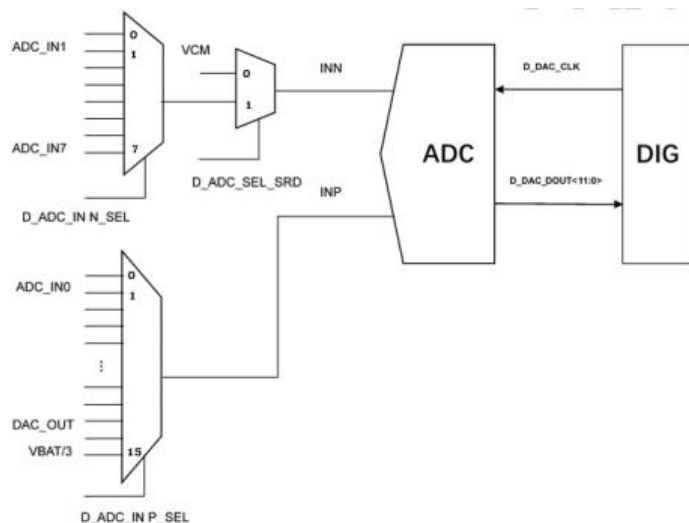 ADC_IN1
0
1
ADC_IN7
7
D_ADC_IN N_SEL
VCM
0
1
D_ADC_SEL_SRD
INN
INP
ADC
D_DAC_CLK
D_DAC_DOUT<11:0>
DIG
ADC_IN0
0
1
...
DAC_OUT
VBAT/3
15
D_ADC_IN P_SEL